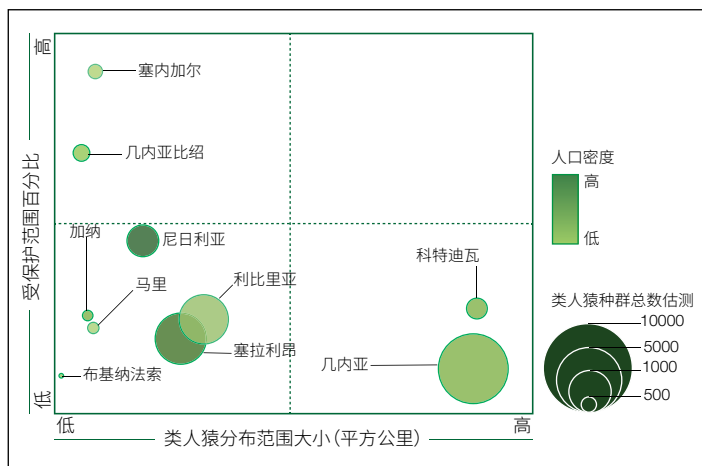 高
受保护范围百分比
低
塞内加尔
几内亚比绍
加纳
尼日利亚
马里
利比里亚
塞拉利昂
布基纳法索
科特迪瓦
几内亚
低
类人猿分布范围大小（平方公里）
高
人口密度
高
低
类人猿种群总数估测
10000
5000
1000
500